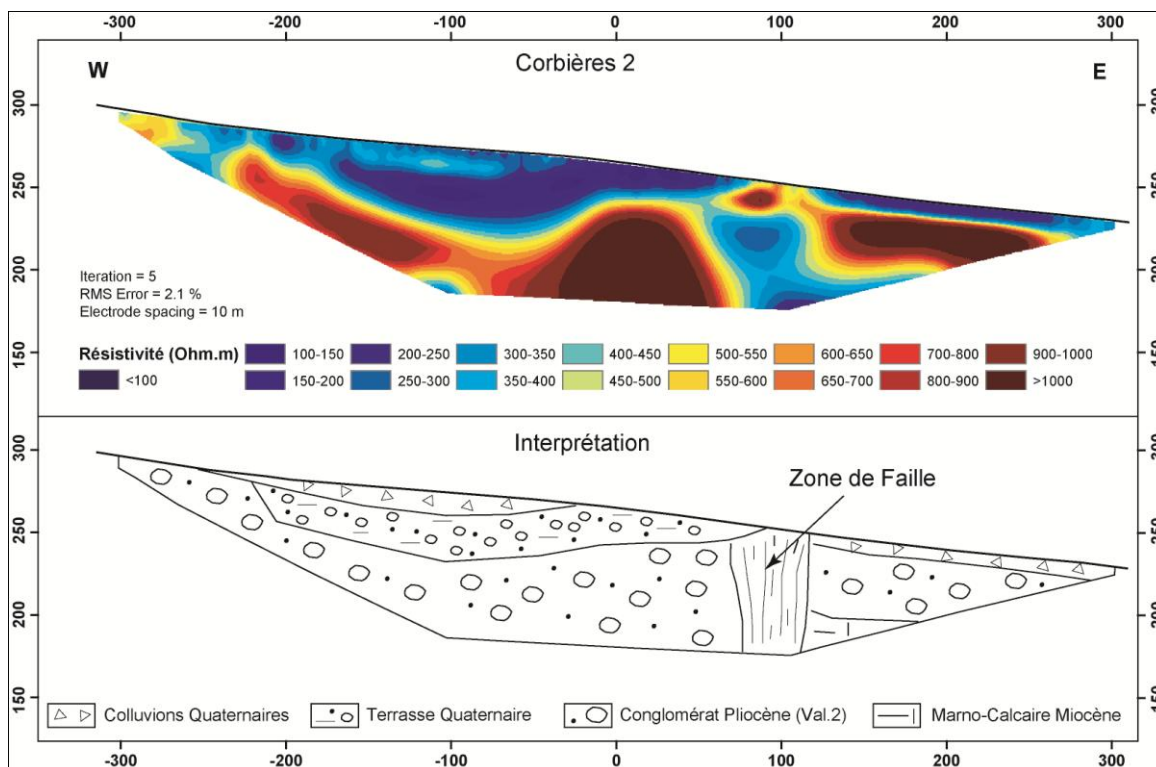 -300 -200 -100 0 100 200 300
Corbières 2
W E
300 300
250 250
200 200
150 150
Iteration = 5
RMS Error = 2.1 %
Electrode spacing = 10 m
Résistivité (Ohm.m)
100-150 200-250 300-350 400-450 500-550 600-650 700-800 900-1000
<100 150-200 250-300 350-400 450-500 550-600 650-700 800-900 >1000
Interprétation
Zone de Faille
300 300
250 250
200 200
150 150
Colluvions Quaternaires Terrasse Quaternaire Conglomérat Pliocène (Val.2) Marno-Calcaire Miocène
-300 -200 -100 0 100 200 300